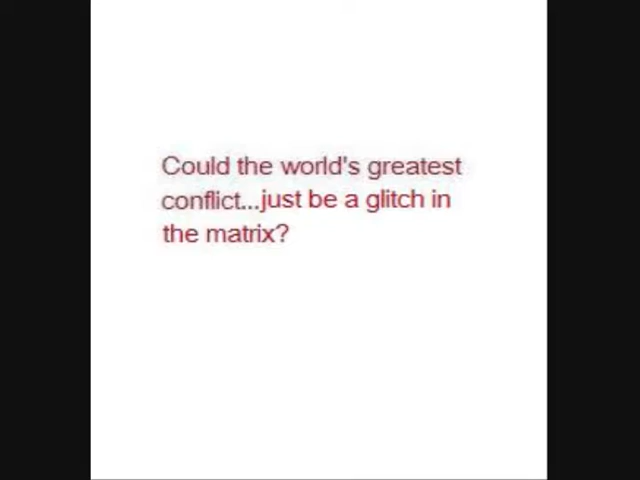 Could the world's greatest
conflict...just be a glitch in
the matrix?